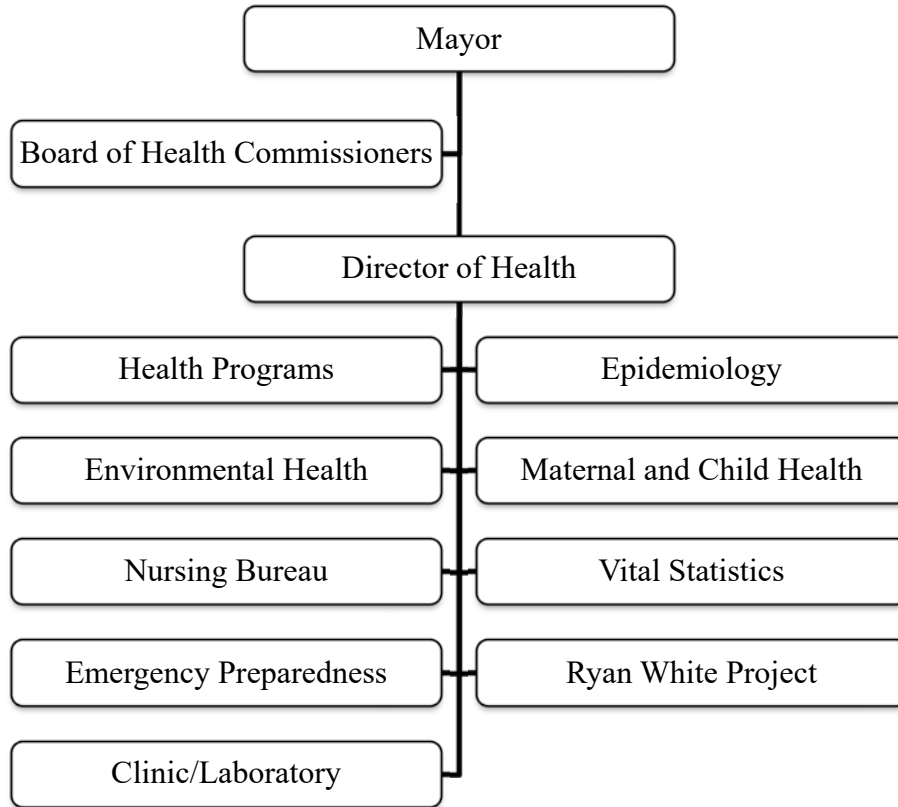 Mayor
Board of Health Commissioners
Director of Health
Health Programs
Epidemiology
Environmental Health
Maternal and Child Health
Nursing Bureau
Vital Statistics
Emergency Preparedness
Ryan White Project
Clinic/Laboratory